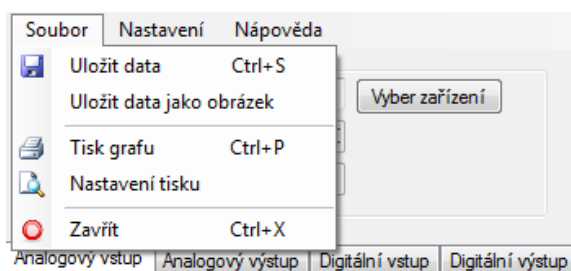 Soubor Nastavení Nápověda
Uložit data Ctrl+S
Uložit data jako obrázek
Vyber zařízení
Tisk grafu Ctrl+P
Nastavení tisku
Zavřít Ctrl+X
Analogový vstup Analogový výstup Digitální vstup Digitální výstup